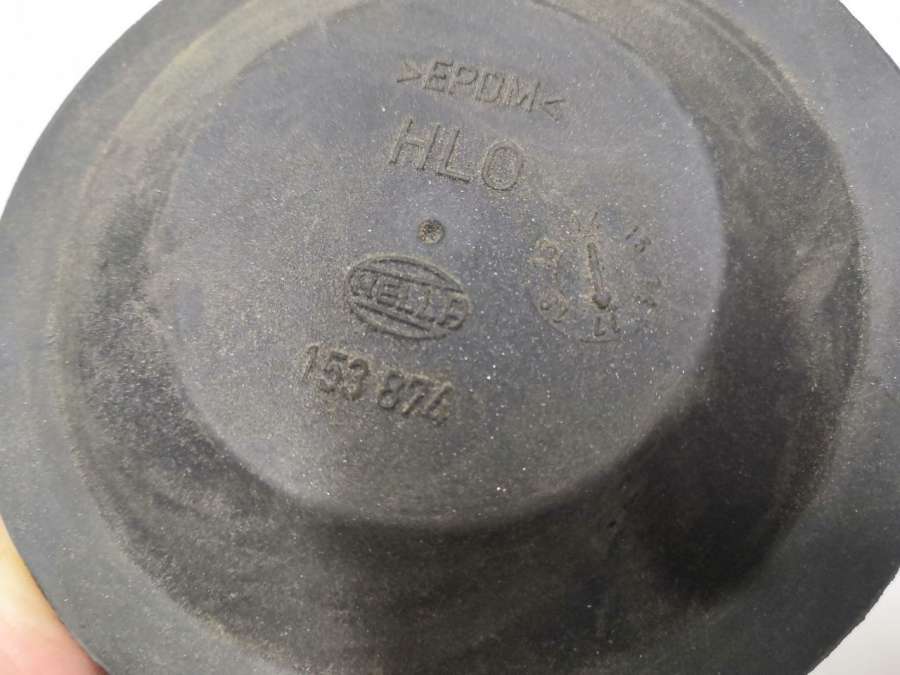 >EPDM<
HLO
HELLA
153 874